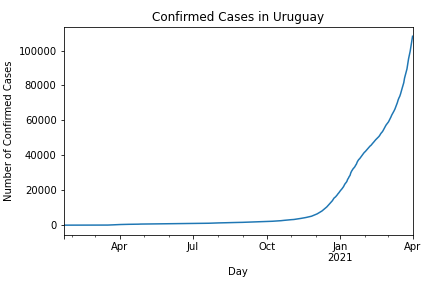 Confirmed Cases in Uruguay
Number of Confirmed Cases
100000
80000
60000
40000
20000
0
Apr
Jul
Oct
Jan
2021
Apr
Day